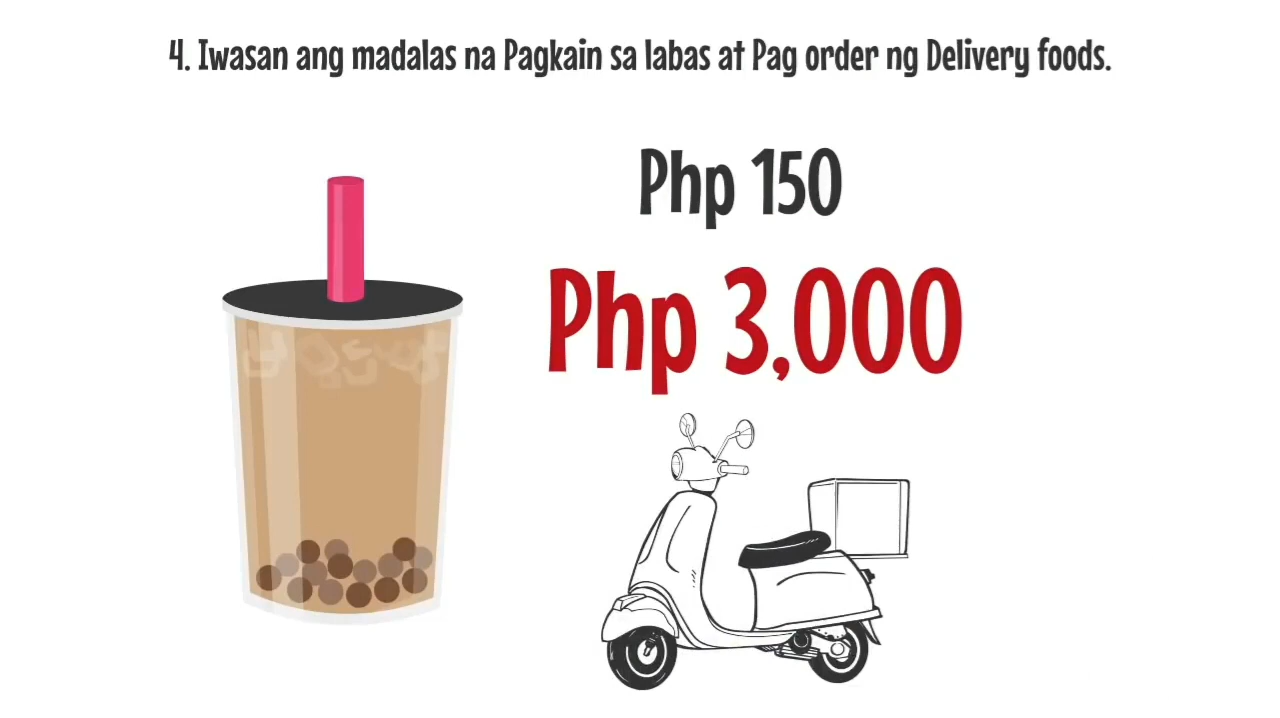 4. Iwasan ang madalas na Pagkain sa labas at Pag order ng Delivery foods.
Php 150
Php 3,000